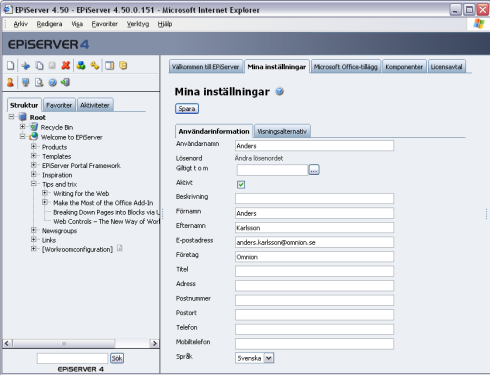 EPiServer 4.50 - EPiServer 4.50.0.151 - Microsoft Internet Explorer
Arkiv Redigera Visa Favoriter Verktyg Hjälp
EPISERVER 4
Välkommen till EPiServer Mina inställningar Microsoft Office-tillägg Komponenter Licensavtal
Struktur Favoriter Aktiviteter
Root
Recycle Bin
Welcome to EPiServer
Products
Templates
EPiServer Portal Framework
Inspiration
Tips and trix
Writing for the Web
Make the Most of the Office Add-In
Breaking Down Pages into Blocks via L
Web Controls – The New Way of Worl
Newsgroups
Links
[Workroomconfiguration]
Sök
EPISERVER 4
Mina inställningar
Spara
Användarinformation Visningsalternativ
Användarnamn Anders
Lösenord Ändra lösenordet
Giltigt t o m ...
Aktivt
Beskrivning
Förnamn Anders
Efternamn Karlsson
E-postadress anders.karlsson@omnion.se
Företag Omnion
Titel
Adress
Postnummer
Postort
Telefon
Mobiltelefon
Språk Svenska